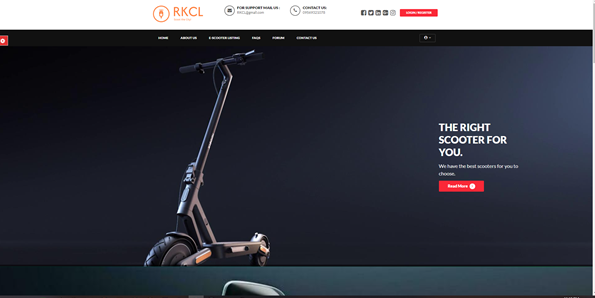 RKCL
FOR SUPPORT MAIL US :
RKCL@gmail.com
CONTACT US:
LOGIN / REGISTER
HOME
ABOUT US
E-SCOOTER LISTING
FAQS
FORUM
CONTACT US
THE RIGHT
SCOOTER FOR
YOU.
We have the best scooters for you to
choose.
Read More